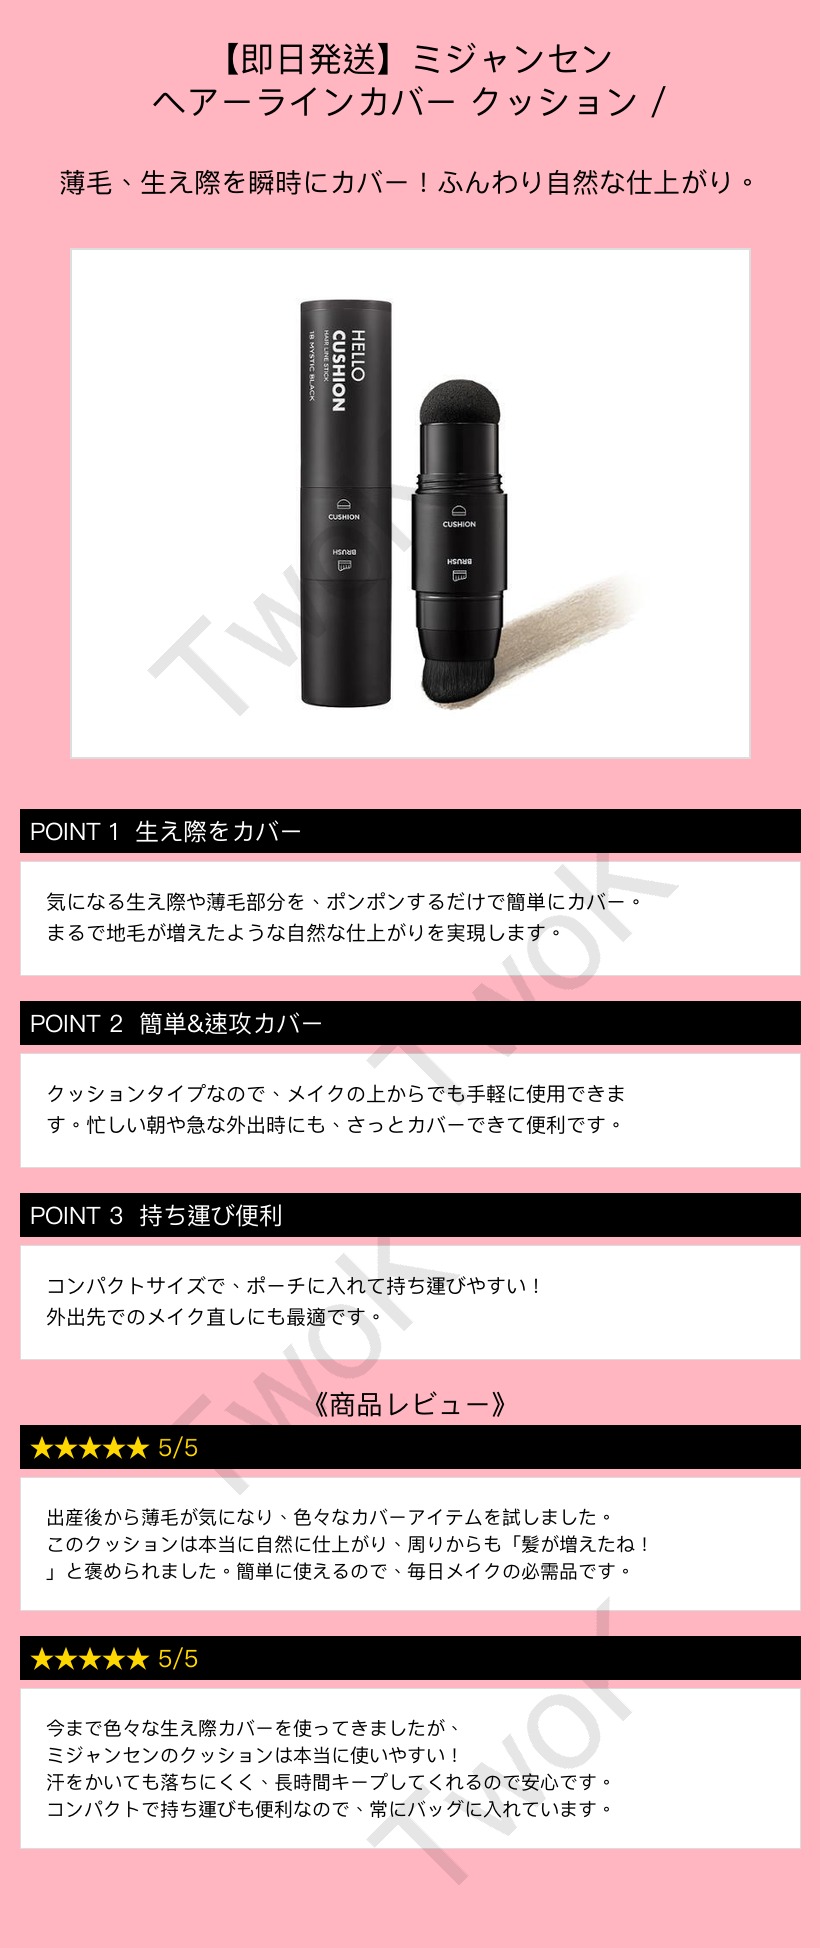 【即日発送】ミジャンセン
ヘアーラインカバー クッション /
薄毛、生え際を瞬時にカバー！ふんわり自然な仕上がり。
HELLO
CUSHION
HAIR LINE STICK
18 MYSTIC BLACK
CUSHION
BRUSH
CUSHION
BRUSH
TwoK
POINT 1 生え際をカバー
気になる生え際や薄毛部分を、ポンポンするだけで簡単にカバー。
まるで地毛が増えたような自然な仕上がりを実現します。
TwoK
POINT 2 簡単&速攻カバー
クッションタイプなので、メイクの上からでも手軽に使用できま
す。忙しい朝や急な外出時にも、さっとカバーできて便利です。
POINT 3 持ち運び便利
コンパクトサイズで、ポーチに入れて持ち運びやすい！
外出先でのメイク直しにも最適です。
TwoK
《商品レビュー》
★★★★★ 5/5
出産後から薄毛が気になり、色々なカバーアイテムを試しました。
このクッションは本当に自然に仕上がり、周りからも「髪が増えたね！
」と褒められました。簡単に使えるので、毎日メイクの必需品です。
★★★★★ 5/5
今まで色々な生え際カバーを使ってきましたが、
ミジャンセンのクッションは本当に使いやすい！
汗をかいても落ちにくく、長時間キープしてくれるので安心です。
コンパクトで持ち運びも便利なので、常にバッグに入れています。
TwoK